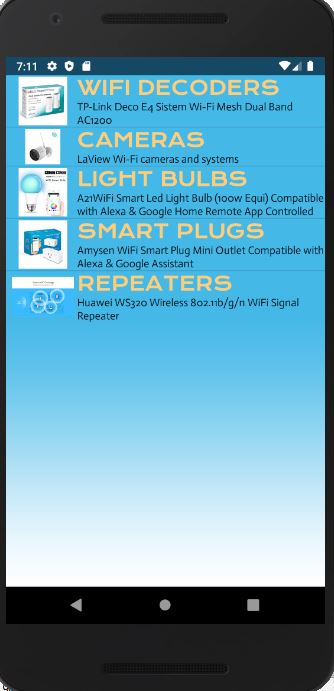 7:11
WIFI DECODERS
TP-Link Deco E4 Sistem Wi-Fi Mesh Dual Band
AC1200
CAMERAS
LaView Wi-Fi cameras and systems
LIGHT BULBS
A21WiFi Smart Led Light Bulb (100w Equi) Compatible
with Alexa & Google Home Remote App Controlled
SMART PLUGS
Amysen WiFi Smart Plug Mini Outlet Compatible with
Alexa & Google Assistant
REPEATERS
Huawei WS320 Wireless 802.11b/g/n WiFi Signal
Repeater